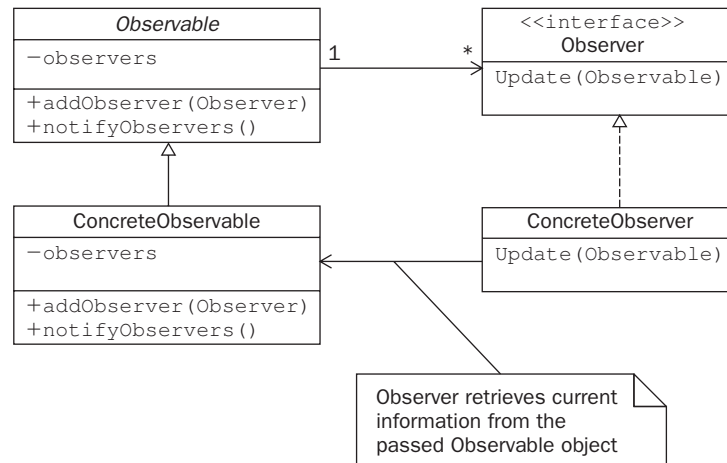 Observable
−observers
+addObserver(Observer)
+notifyObservers()
1
*
<<interface>>
Observer
Update(Observable)
ConcreteObservable
−observers
+addObserver(Observer)
+notifyObservers()
ConcreteObserver
Update(Observable)
Observer retrieves current
information from the
passed Observable object